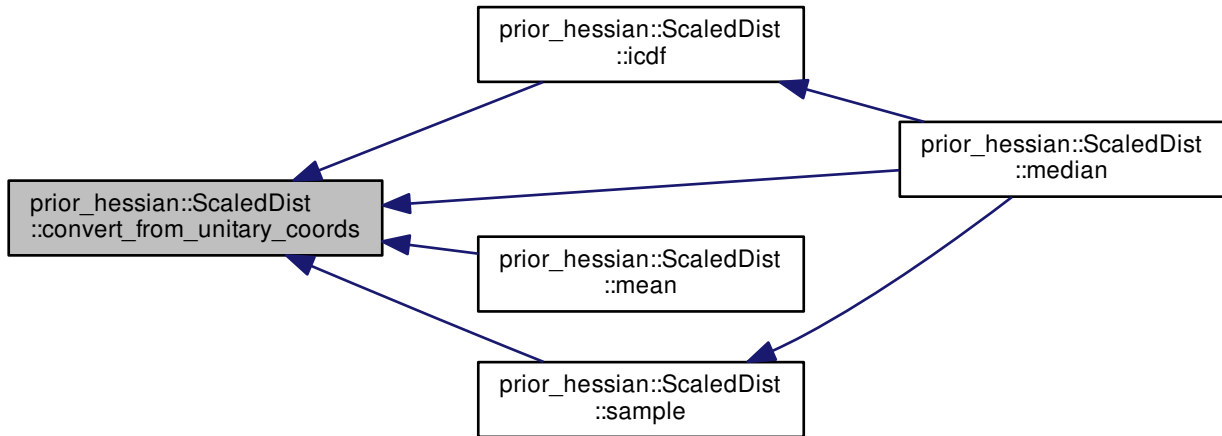 prior_hessian::ScaledDist
::icdf
prior_hessian::ScaledDist
::median
prior_hessian::ScaledDist
::convert_from_unitary_coords
prior_hessian::ScaledDist
::mean
prior_hessian::ScaledDist
::sample